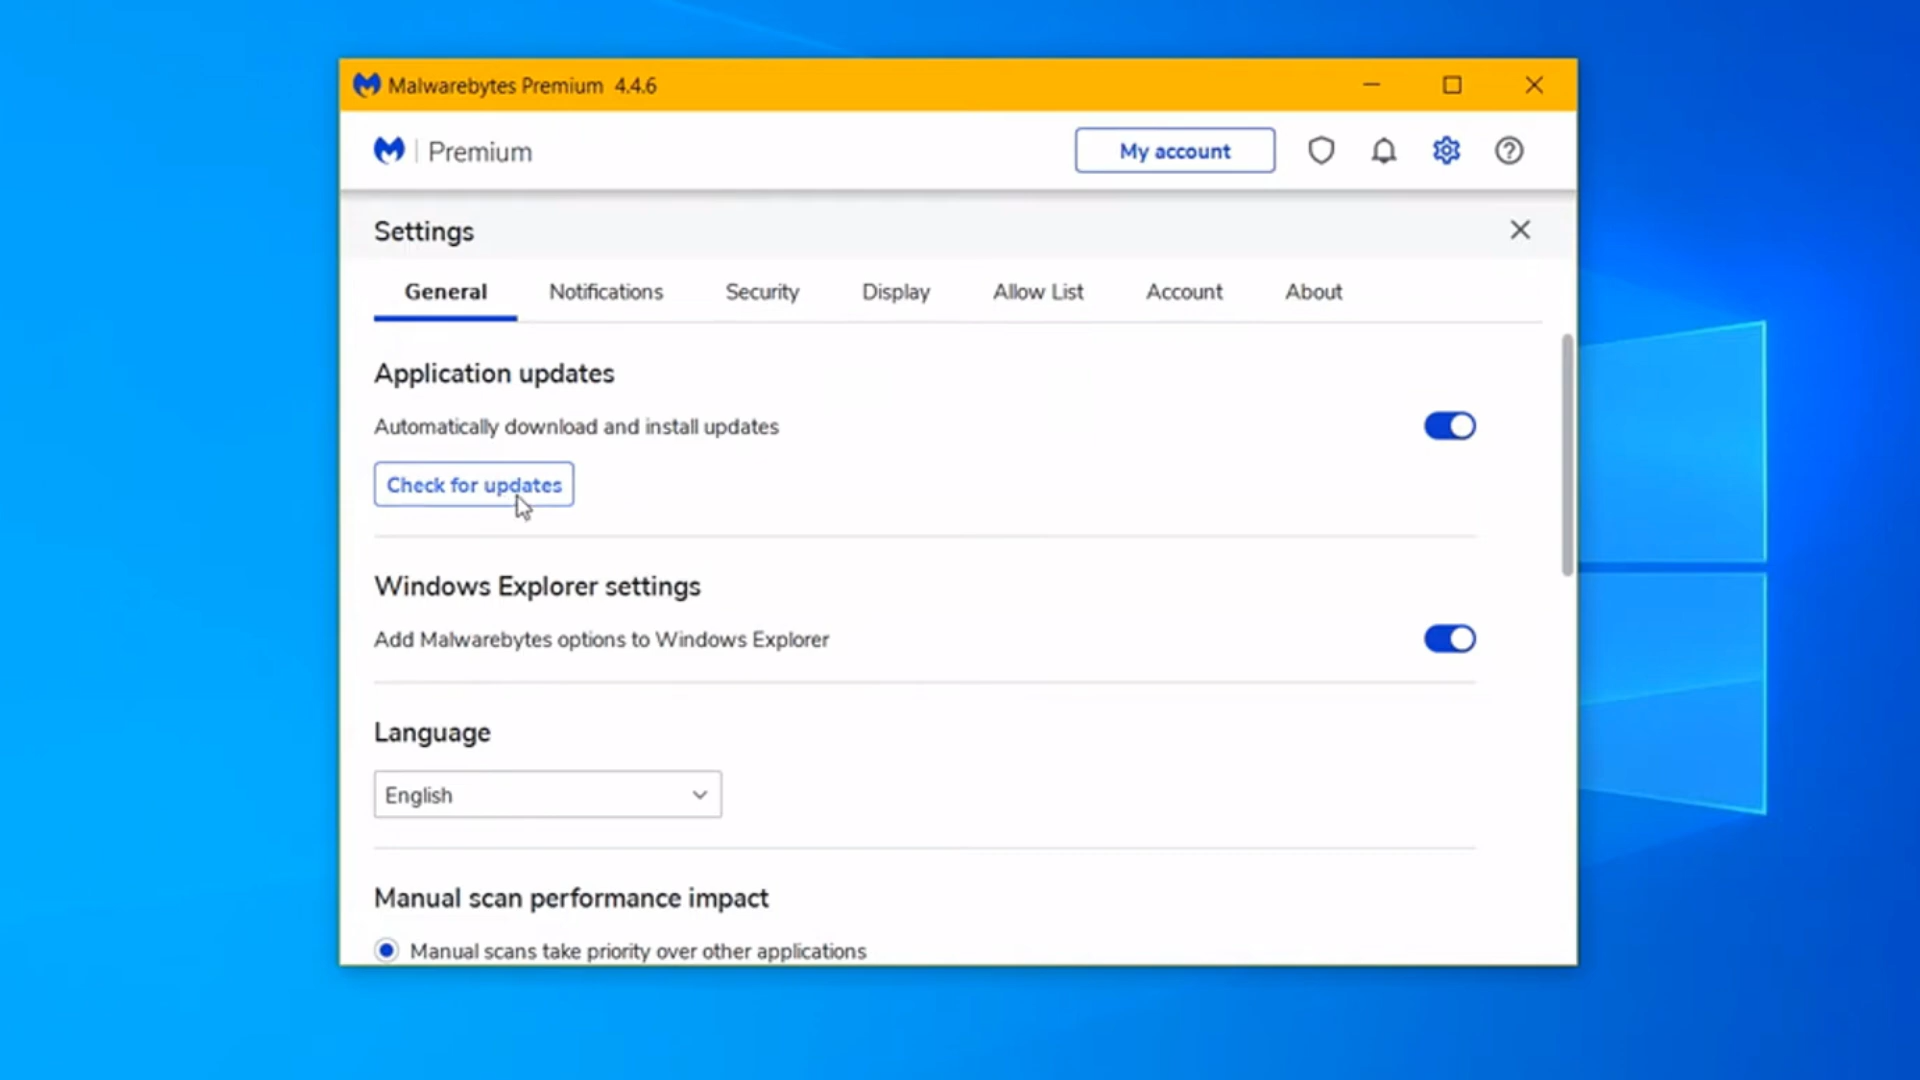 Malwarebytes Premium 4.4.6
Premium
My account
Settings
General Notifications Security Display Allow List Account About
Application updates
Automatically download and install updates
Check for updates
Windows Explorer settings
Add Malwarebytes options to Windows Explorer
Language
English
Manual scan performance impact
Manual scans take priority over other applications